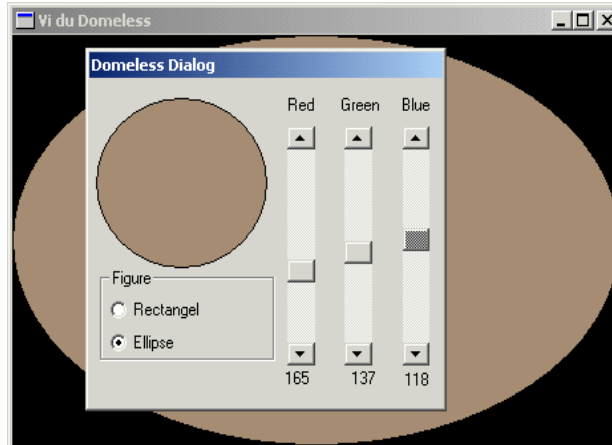 Vi du Domeless
Domeless Dialog
Red Green Blue
Figure
Rectangel
Ellipse
165 137 118